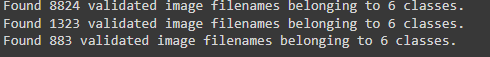 Found 8824 validated image filenames belonging to 6 classes.
Found 1323 validated image filenames belonging to 6 classes.
Found 883 validated image filenames belonging to 6 classes.